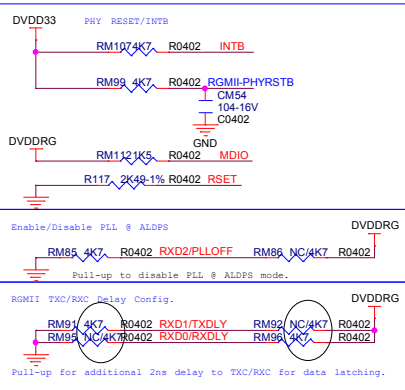 DVDD33 PHY RESET/INTB
RM107 4K7 R0402 INTB
RM99 4K7 R0402 RGMII-PHYRSTB
CM54
104-16V
C0402
GND
DVDDRG
RM112 1K5 R0402 MDIO
R117 2K49-1% R0402 RSET
Enable/Disable PLL @ ALDPS
DVDDRG
RM85 4K7 R0402 RXD2/PLLOFF RM86 NC/4K7 R0402
Pull-up to disable PLL @ ALDPS mode.
RGMII TXC/RXC Delay Config.
DVDDRG
RM91 4K7 R0402 RXD1/TXDLY RM92 NC/4K7 R0402
RM95 NC/4K7 R0402 RXD0/RXDLY RM96 4K7 R0402
Pull-up for additional 2ns delay to TXC/RXC for data latching.